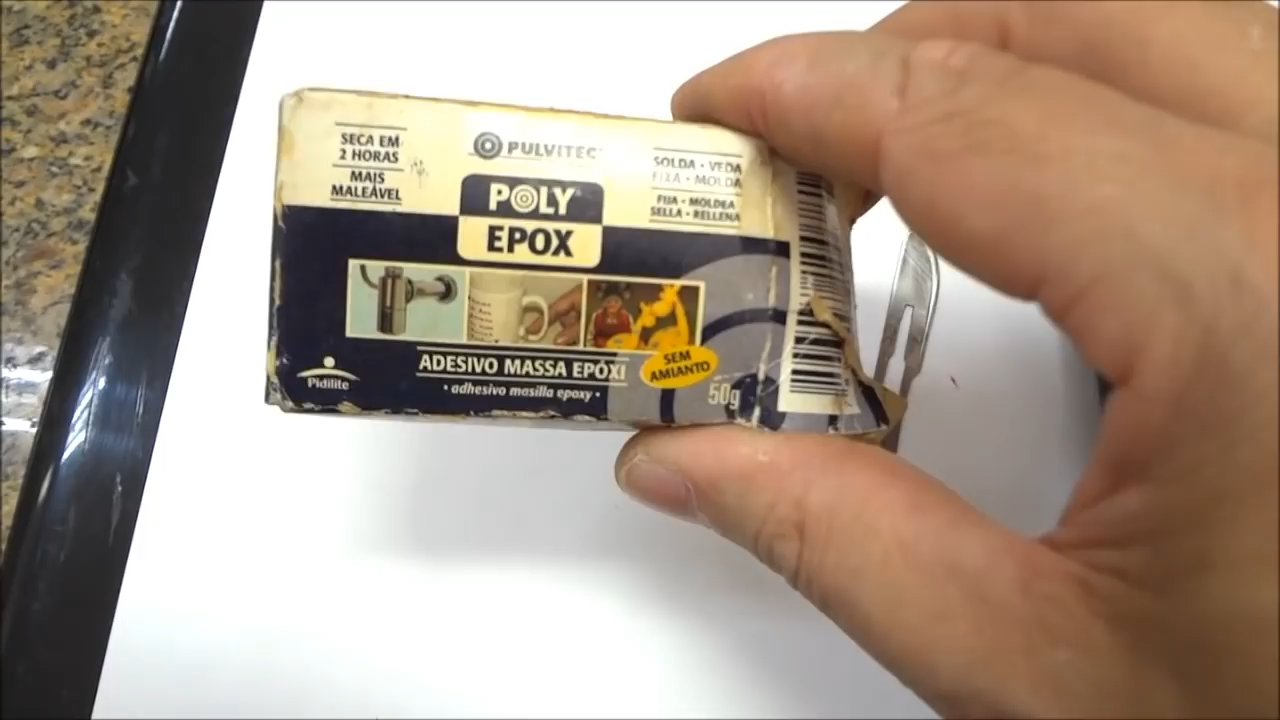 SECA EM
2 HORAS
MAIS
MALEÁVEL
PULVITEC
POLY
EPOX
SOLDA • VEDA
FIXA • MOLDA
FIJA • MOLDEA
SELLA • RELLENA
Pidilite
ADESIVO MASSA EPÓXI
• adhesivo masilla epoxy •
SEM
AMIANTO
50g